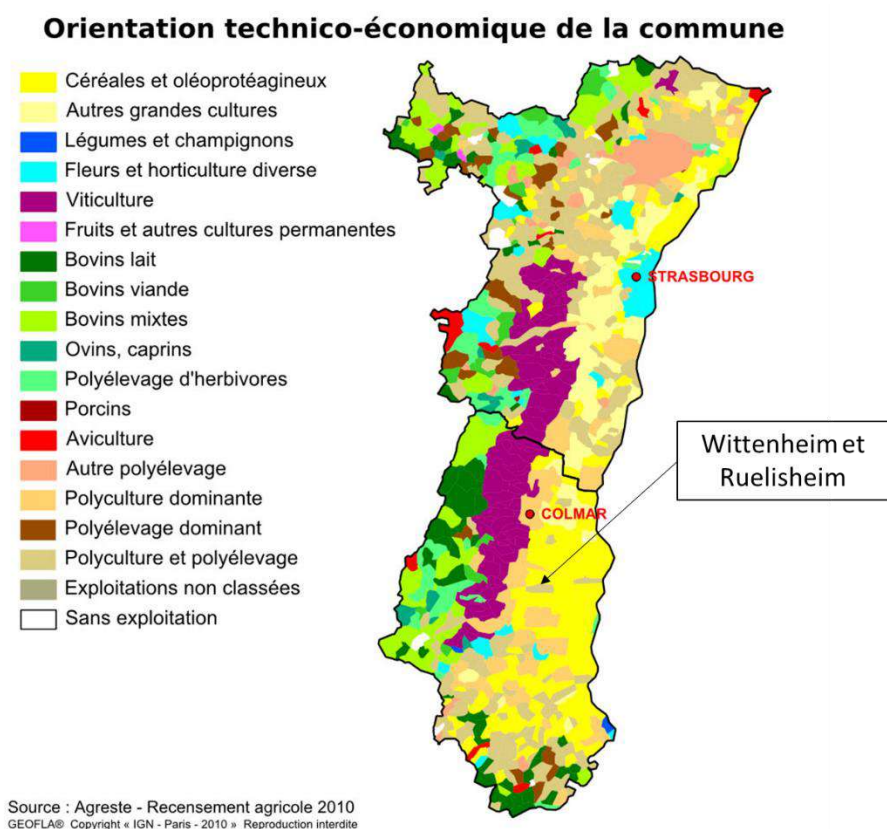 Orientation technico-économique de la commune
Céréales et oléoprotéagineux
Autres grandes cultures
Légumes et champignons
Fleurs et horticulture diverse
Viticulture
Fruits et autres cultures permanentes
Bovins lait
Bovins viande
Bovins mixtes
Ovins, caprins
Polyélevage d'herbivores
Porcins
Aviculture
Autre polyélevage
Polyculture dominante
Polyélevage dominant
Polyculture et polyélevage
Exploitations non classées
Sans exploitation
STRASBOURG
Wittenheim et
Ruelisheim
COLMAR
Source : Agreste - Recensement agricole 2010
GEOFLA® Copyright « IGN - Paris - 2010 » Reproduction interdite